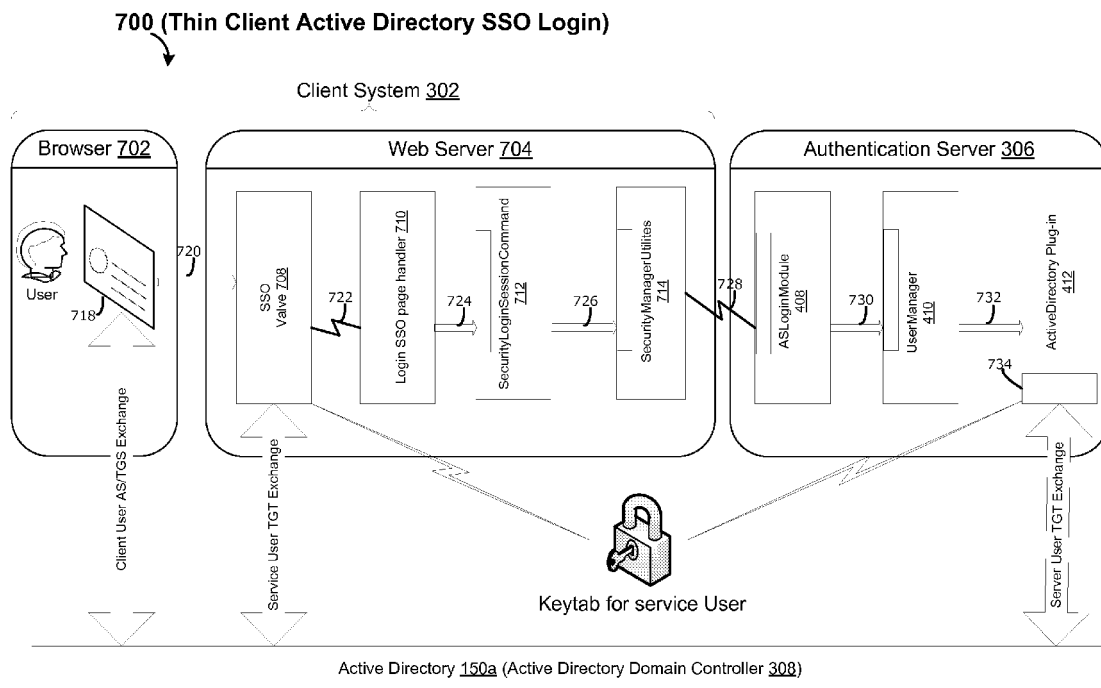 700 (Thin Client Active Directory SSO Login)
Client System 302
Browser 702
Web Server 704
Authentication Server 306
User
718
720
SSO
Valve 708
722
Login SSO page handler 710
724
SecurityLoginSessionCommand
712
726
SecurityManagerUtilites
714
728
ASLoginModule
408
730
UserManager
410
732
ActiveDirectory Plug-in
412
734
Client User AS/TGS Exchange
Service User TGT Exchange
Server User TGT Exchange
Keytab for service User
Active Directory 150a (Active Directory Domain Controller 308)